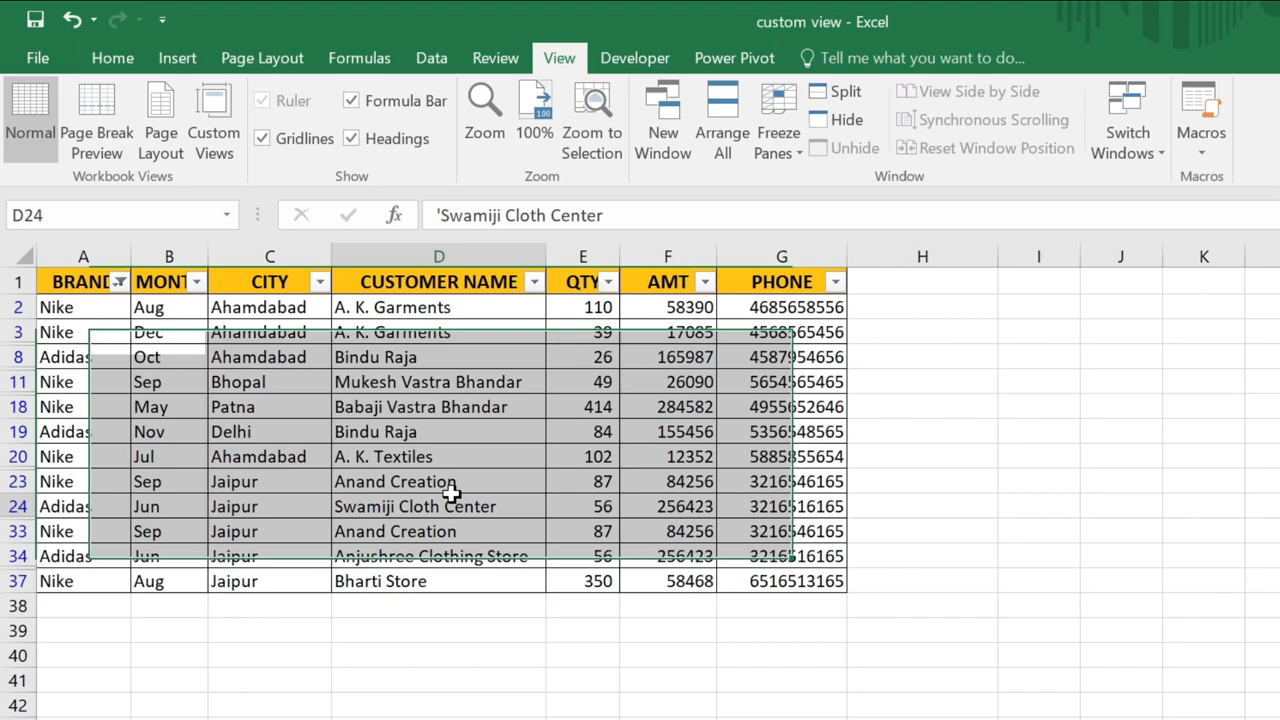 custom view - Excel
File Home Insert Page Layout Formulas Data Review View Developer Power Pivot Tell me what you want to do...
Normal Page Break Preview Page Layout Custom Views
Workbook Views
Ruler Formula Bar
Gridlines Headings
Show
Zoom 100% Zoom to Selection
100
Zoom
New Window Arrange All Freeze Panes
Split
Hide
Unhide
View Side by Side
Synchronous Scrolling
Reset Window Position
Switch Windows
Window
Macros
Macros
D24 fx 'Swamiji Cloth Center
A B C D E F G H I J K
1 BRAND MONT CITY CUSTOMER NAME QTY AMT PHONE
2 Nike Aug Ahamdabad A. K. Garments 110 58390 4685658556
3 Nike Dec Ahamdabad A. K. Garments 39 17085 4568565456
8 Adidas Oct Ahamdabad Bindu Raja 26 165987 4587954656
11 Nike Sep Bhopal Mukesh Vastra Bhandar 49 26090 5654565465
18 Nike May Patna Babaji Vastra Bhandar 414 284582 4955652646
19 Adidas Nov Delhi Bindu Raja 84 155456 5356548565
20 Nike Jul Ahamdabad A. K. Textiles 102 12352 5885855654
23 Nike Sep Jaipur Anand Creation 87 84256 3216546165
24 Adidas Jun Jaipur Swamiji Cloth Center 56 256423 3216516165
33 Nike Sep Jaipur Anand Creation 87 84256 3216546165
34 Adidas Jun Jaipur Anjushree Clothing Store 56 256423 3216516165
37 Nike Aug Jaipur Bharti Store 350 58468 6516513165
38
39
40
41
42